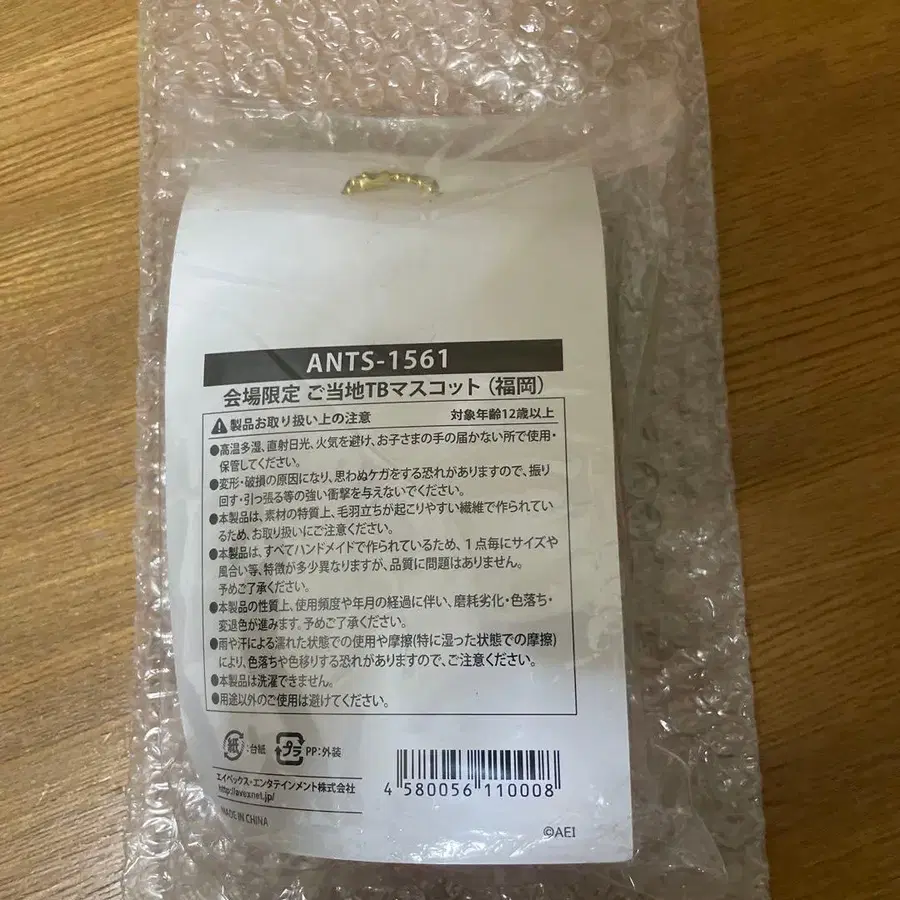 ANTS-1561
会場限定 ご当地TBマスコット（福岡）
製品お取り扱い上の注意 対象年齢12歳以上
●高温多湿、直射日光、火気を避け、お子さまの手の届かない所で使用・
保管してください。
●変形・破損の原因になり、思わぬケガをする恐れがありますので、振り
回す・引っ張る等の強い衝撃を与えないでください。
●本製品は、素材の特質上、毛羽立ちが起こりやすい繊維で作られてい
るため、お取り扱いにご注意ください。
●本製品は、すべてハンドメイドで作られているため、1点毎にサイズや
風合い等、特徴が多少異なりますが、品質に問題はありません。
予めご了承ください。
●本製品の性質上、使用頻度や年月の経過に伴い、磨耗劣化・色落ち・
変退色が進みます。予めご了承ください。
●雨や汗による濡れた状態での使用や摩擦(特に湿った状態での摩擦)
により、色落ちや色移りする恐れがありますので、ご注意ください。
●本製品は洗濯できません。
●用途以外のご使用は避けてください。
紙:台紙 プラ PP:外装
エイベックス・エンタテインメント株式会社
http://avexnet.jp/
MADE IN CHINA
4 580056 110008
©AEI